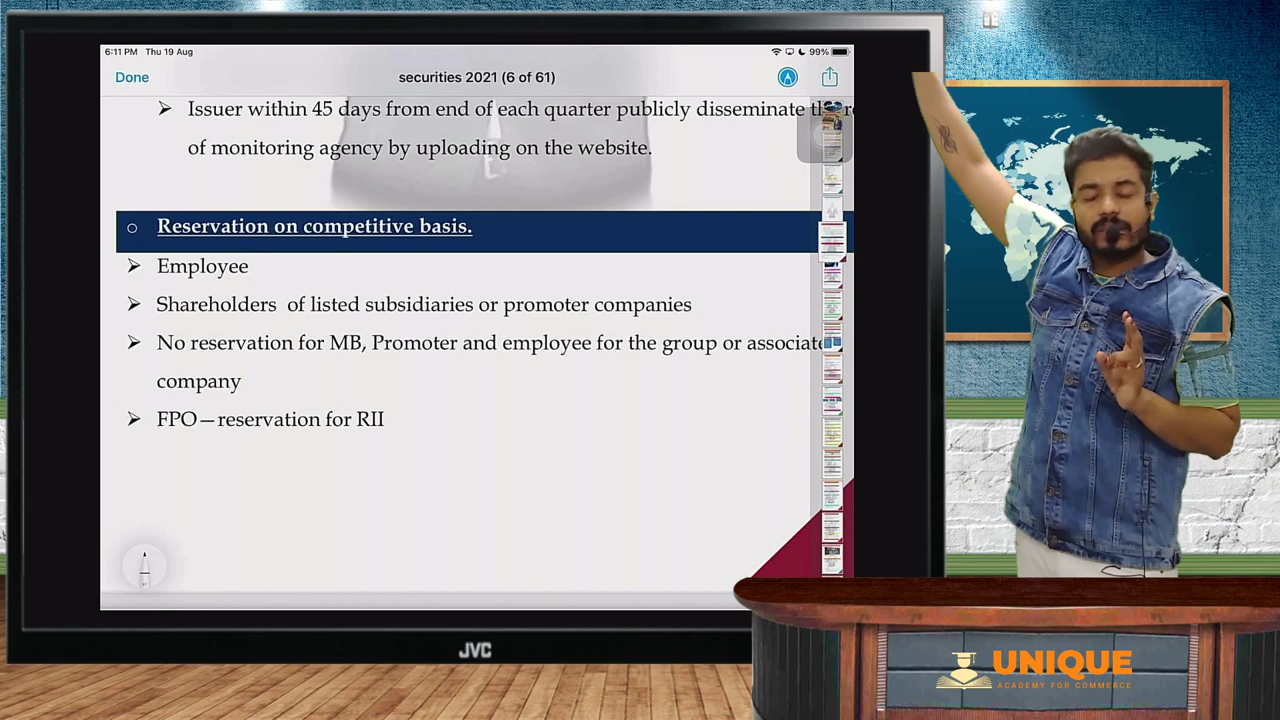 6:11 PM Thu 19 Aug
99%
Done
securities 2021 (6 of 61)
Issuer within 45 days from end of each quarter publicly disseminate
of monitoring agency by uploading on the website.
Reservation on competitive basis.
Employee
Shareholders of listed subsidiaries or promoter companies
No reservation for MB, Promoter and employee for the group or associate
company
FPO—reservation for RII
JVC
UNIQUE
ACADEMY FOR COMMERCE